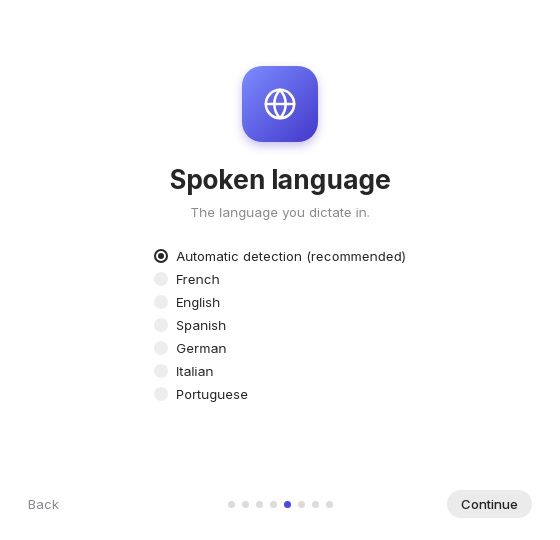 Spoken language
The language you dictate in.
Automatic detection (recommended)
French
English
Spanish
German
Italian
Portuguese
Back
Continue